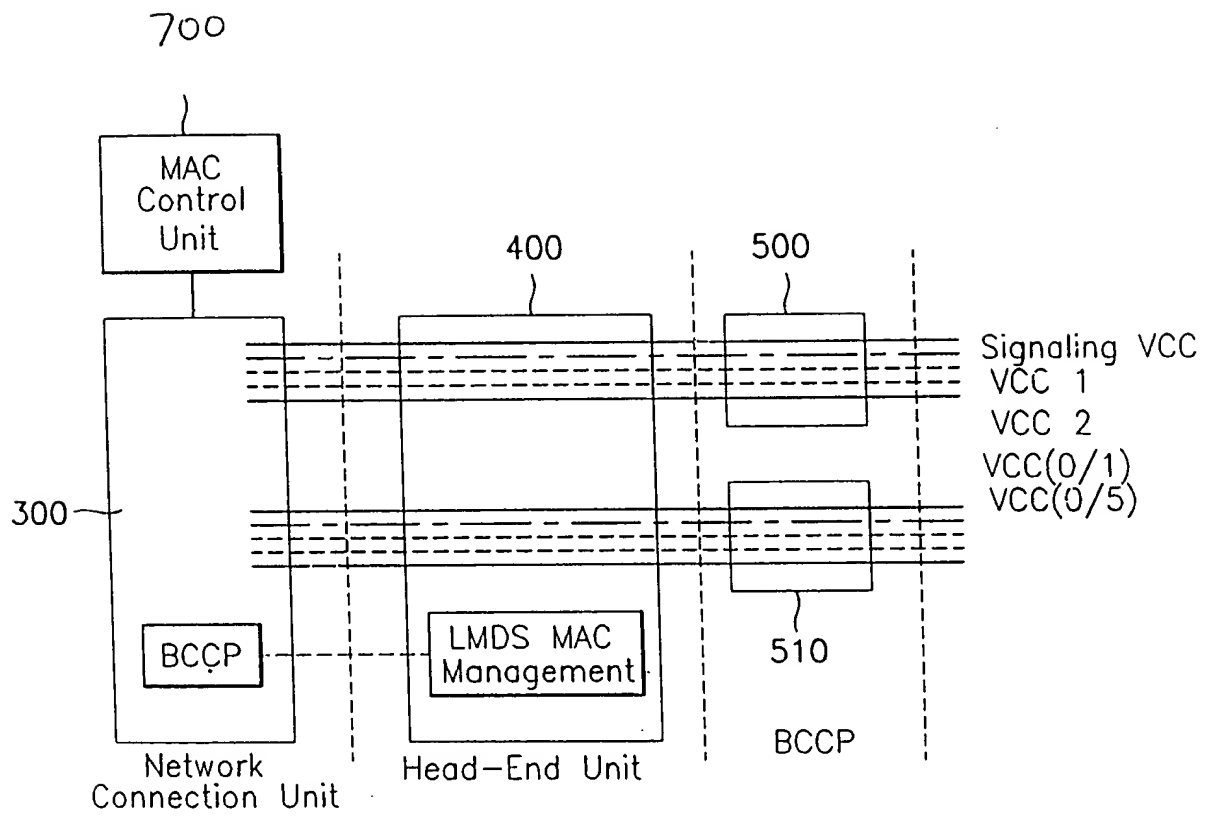 700
MAC
Control
Unit
400
500
Signaling VCC
VCC 1
VCC 2
VCC(0/1)
VCC(0/5)
300
510
BCCP
LMDS MAC
Management
BCCP
Network
Connection Unit
Head-End Unit